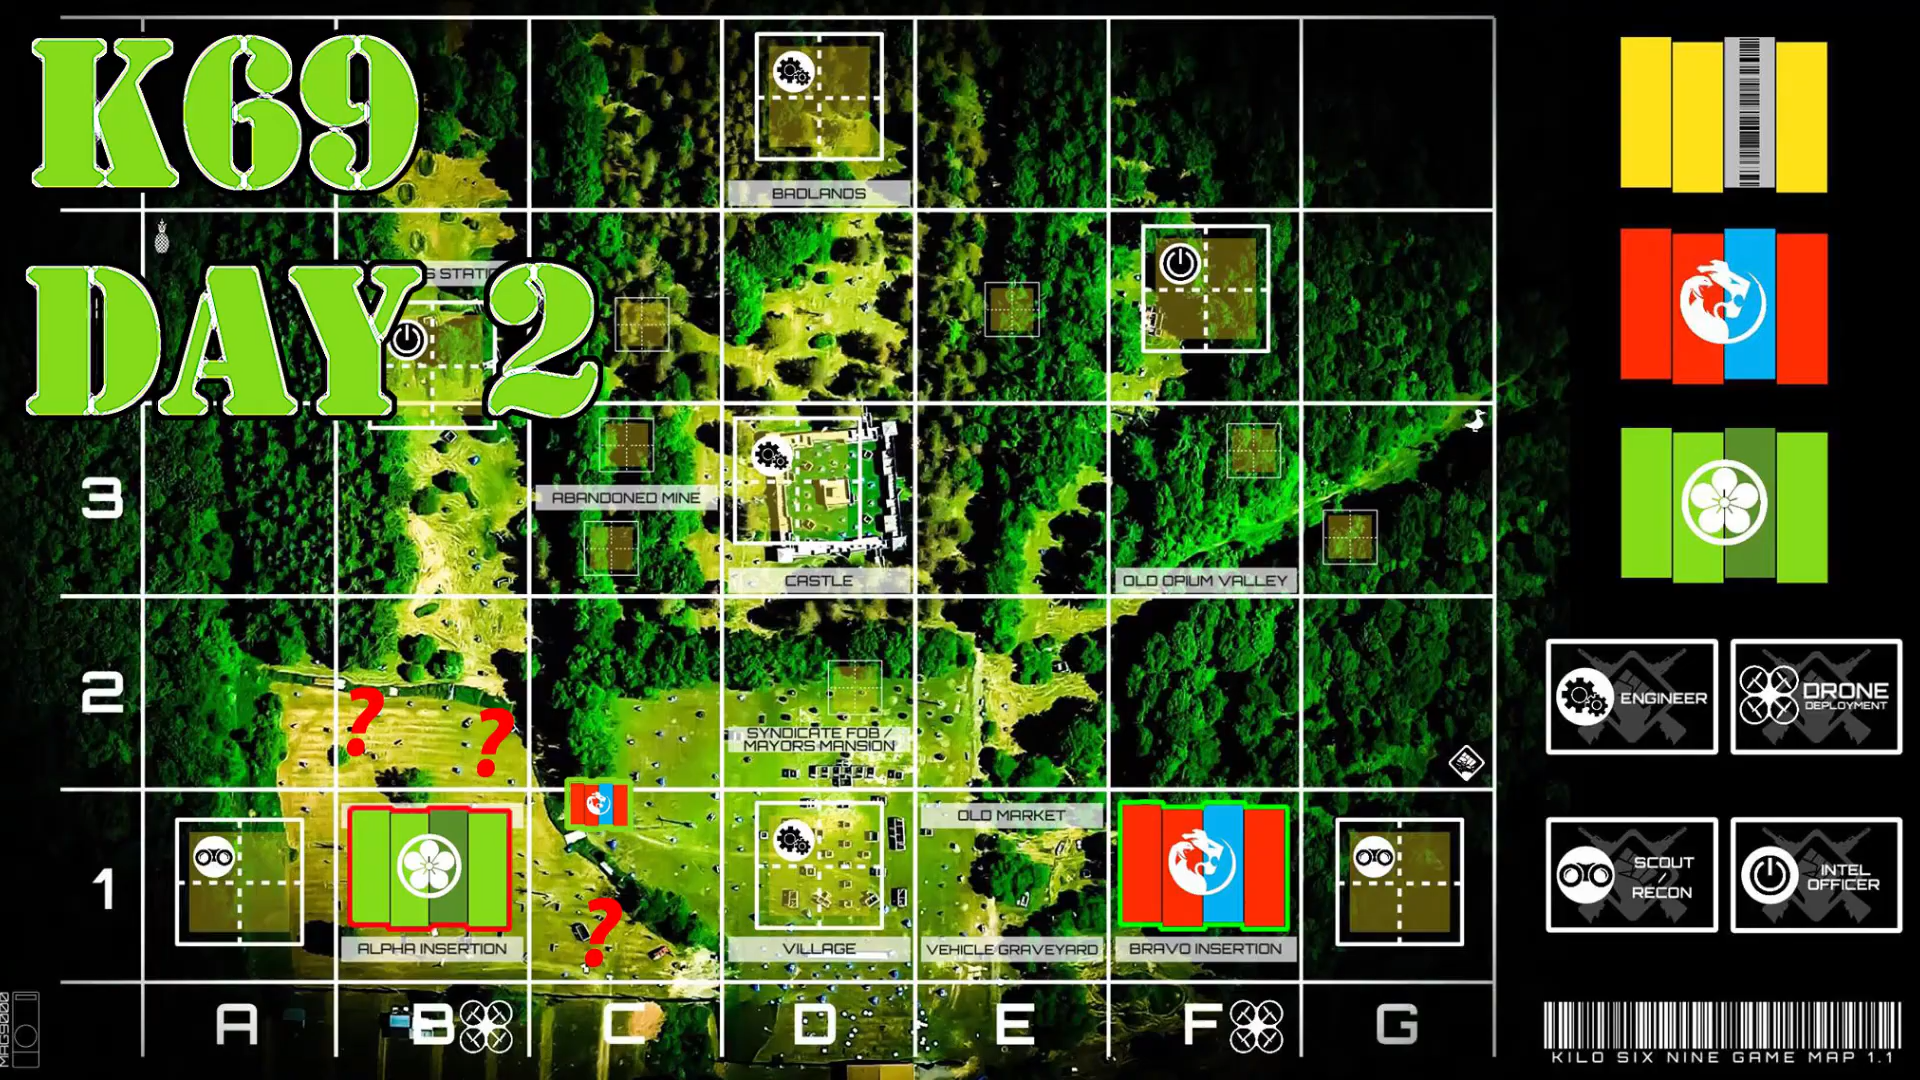 K69
BADLANDS
S STATI
DAY 2
3
ABANDONED MINE
CASTLE
OLD OPIUM VALLEY
2
?
?
SYNDICATE FOB /
MAYORS MANSION
ENGINEER
DRONE
DEPLOYMENT
1
OLD MARKET
?
ALPHA INSERTION
VILLAGE
VEHICLE GRAVEYARD
BRAVO INSERTION
SCOUT
/
RECON
INTEL
OFFICER
A
B
C
D
E
F
G
MAG9000
KILO SIX NINE GAME MAP 1.1